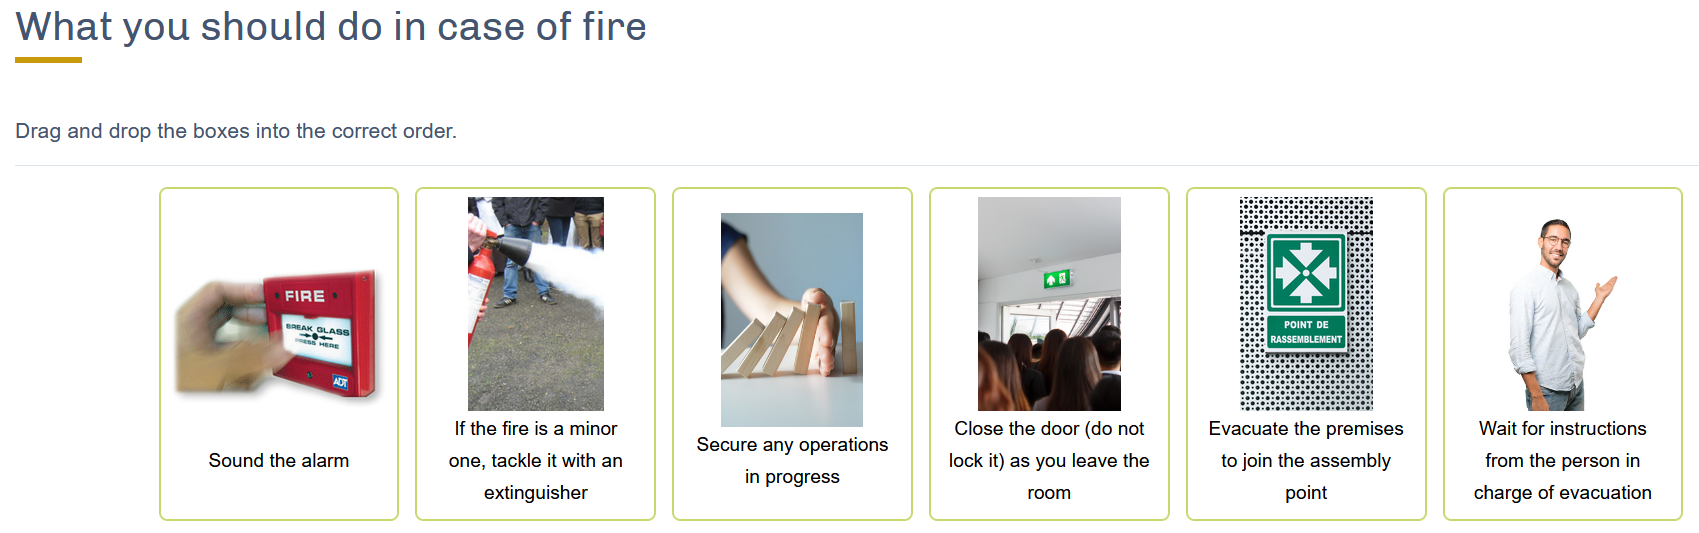 What you should do in case of fire
Drag and drop the boxes into the correct order.
FIRE
BREAK GLASS
PRESS HERE
ADT
Sound the alarm
If the fire is a minor
one, tackle it with an
extinguisher
Secure any operations
in progress
Close the door (do not
lock it) as you leave the
room
POINT DE
RASSEMBLEMENT
Evacuate the premises
to join the assembly
point
Wait for instructions
from the person in
charge of evacuation